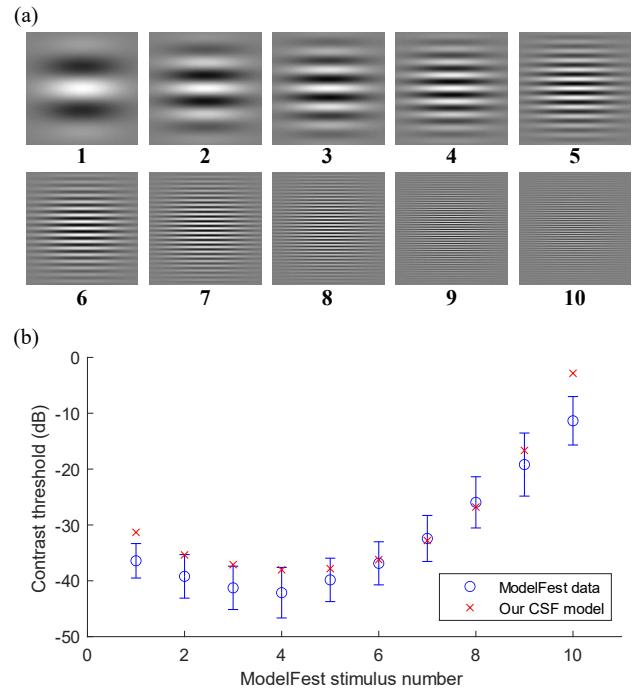 (a)
1 2 3 4 5
6 7 8 9 10
(b)
0
-10
-20
-30
-40
-50
Contrast threshold (dB)
ModelFest data
Our CSF model
0 2 4 6 8 10
ModelFest stimulus number